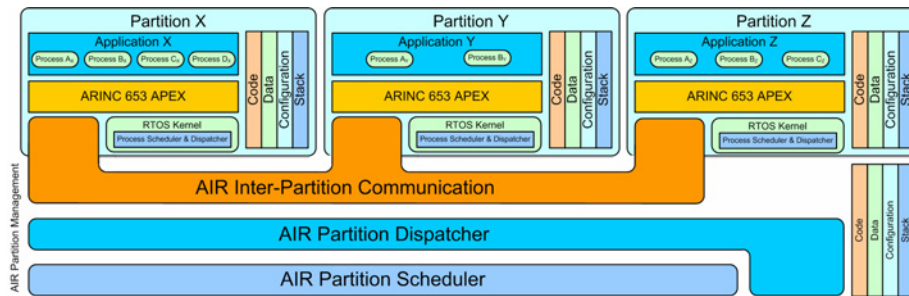 Partition X
Application X
Process Ax
Process Bx
Process Cx
Process Dx
ARINC 653 APEX
RTOS Kernel
Process Scheduler & Dispatcher
Code
Data
Configuration
Stack
Partition Y
Application Y
Process AY
Process BY
ARINC 653 APEX
RTOS Kernel
Process Scheduler & Dispatcher
Code
Data
Configuration
Stack
Partition Z
Application Z
Process AZ
Process BZ
Process CZ
ARINC 653 APEX
RTOS Kernel
Process Scheduler & Dispatcher
Code
Data
Configuration
Stack
AIR Partition Management
AIR Inter-Partition Communication
AIR Partition Dispatcher
AIR Partition Scheduler
Code
Data
Configuration
Stack